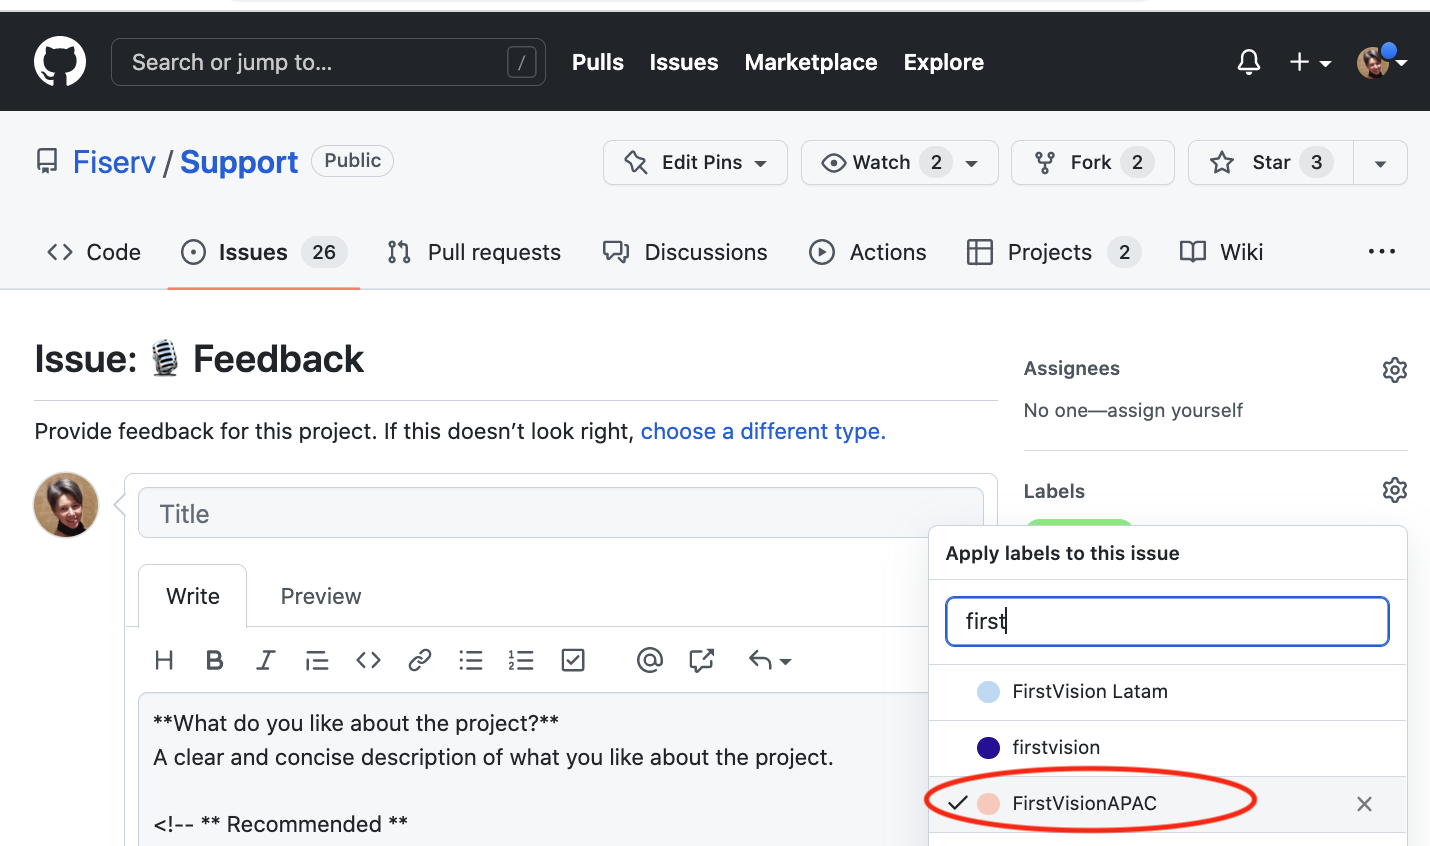 Search or jump to... /
Pulls Issues Marketplace Explore
Fiserv / Support Public
Edit Pins Watch 2 Fork 2 Star 3
Code Issues 26 Pull requests Discussions Actions Projects 2 Wiki ...
Issue: Feedback
Provide feedback for this project. If this doesn’t look right, choose a different type.
Title
Write Preview
H B I
**What do you like about the project?**
A clear and concise description of what you like about the project.
<!-- ** Recommended **
Assignees
No one—assign yourself
Labels
Apply labels to this issue
first
FirstVision Latam
firstvision
FirstVisionAPAC